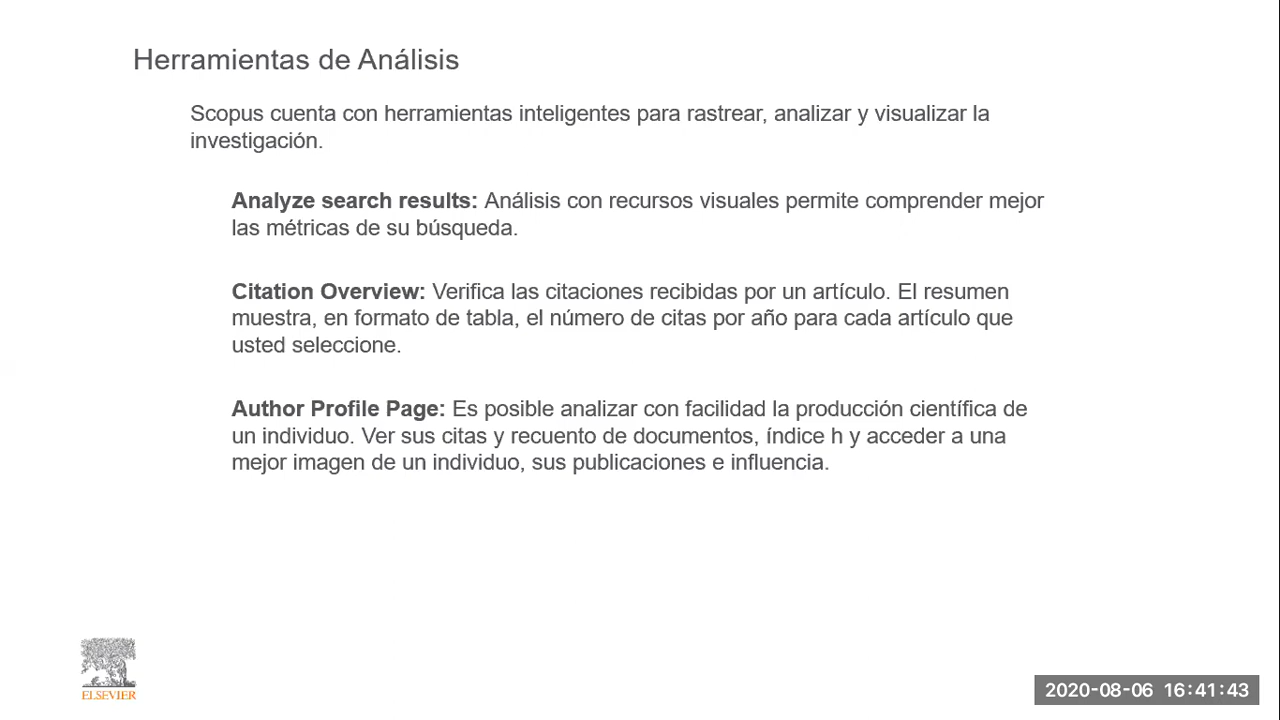 Herramientas de Análisis
Scopus cuenta con herramientas inteligentes para rastrear, analizar y visualizar la
investigación.
Analyze search results: Análisis con recursos visuales permite comprender mejor
las métricas de su búsqueda.
Citation Overview: Verifica las citaciones recibidas por un artículo. El resumen
muestra, en formato de tabla, el número de citas por año para cada artículo que
usted seleccione.
Author Profile Page: Es posible analizar con facilidad la producción científica de
un individuo. Ver sus citas y recuento de documentos, índice h y acceder a una
mejor imagen de un individuo, sus publicaciones e influencia.
ELSEVIER
2020-08-06 16:41:43